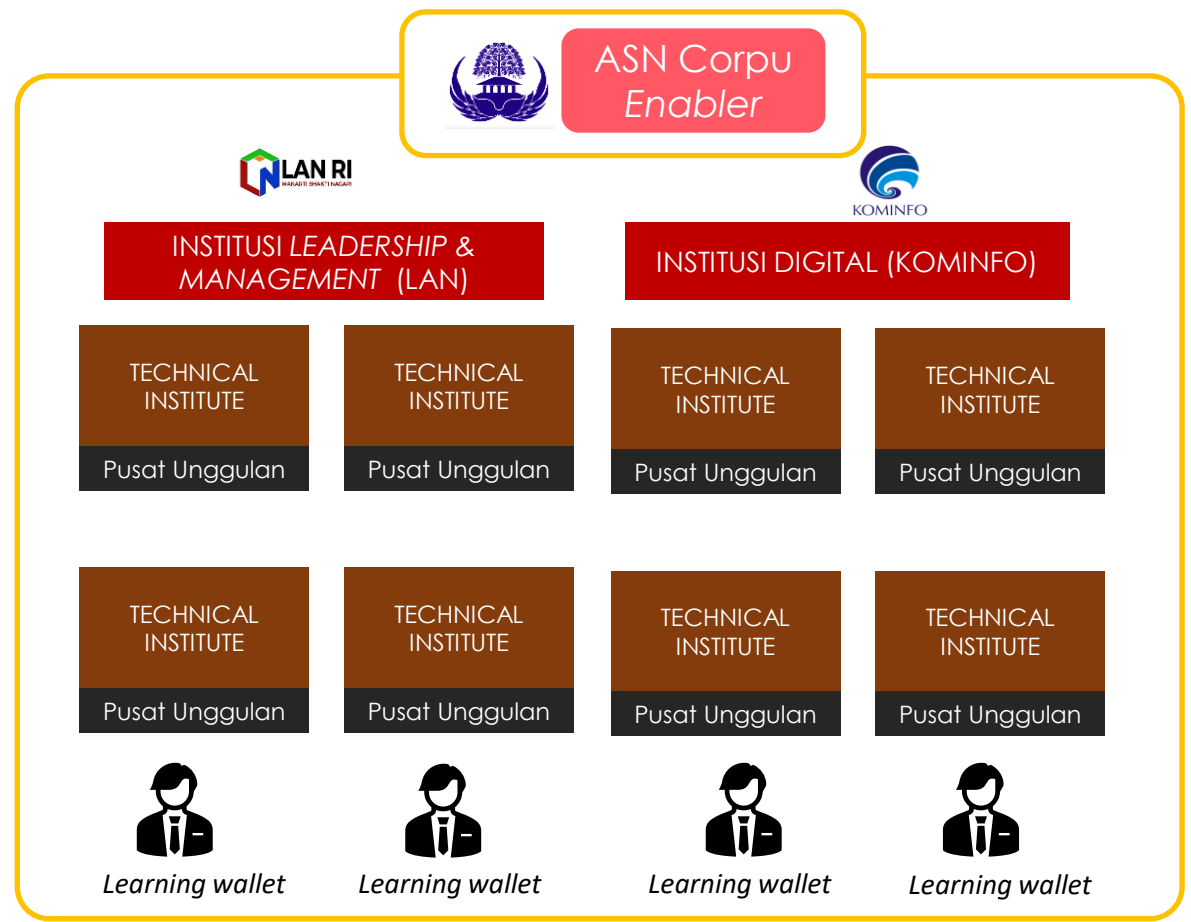 ASN Corpu
Enabler
LAN RI
MAKARTI BHAKTI NAGARI
KOMINFO
INSTITUSI LEADERSHIP &
MANAGEMENT (LAN)
INSTITUSI DIGITAL (KOMINFO)
TECHNICAL
INSTITUTE
Pusat Unggulan
TECHNICAL
INSTITUTE
Pusat Unggulan
TECHNICAL
INSTITUTE
Pusat Unggulan
TECHNICAL
INSTITUTE
Pusat Unggulan
TECHNICAL
INSTITUTE
Pusat Unggulan
TECHNICAL
INSTITUTE
Pusat Unggulan
TECHNICAL
INSTITUTE
Pusat Unggulan
TECHNICAL
INSTITUTE
Pusat Unggulan
Learning wallet
Learning wallet
Learning wallet
Learning wallet